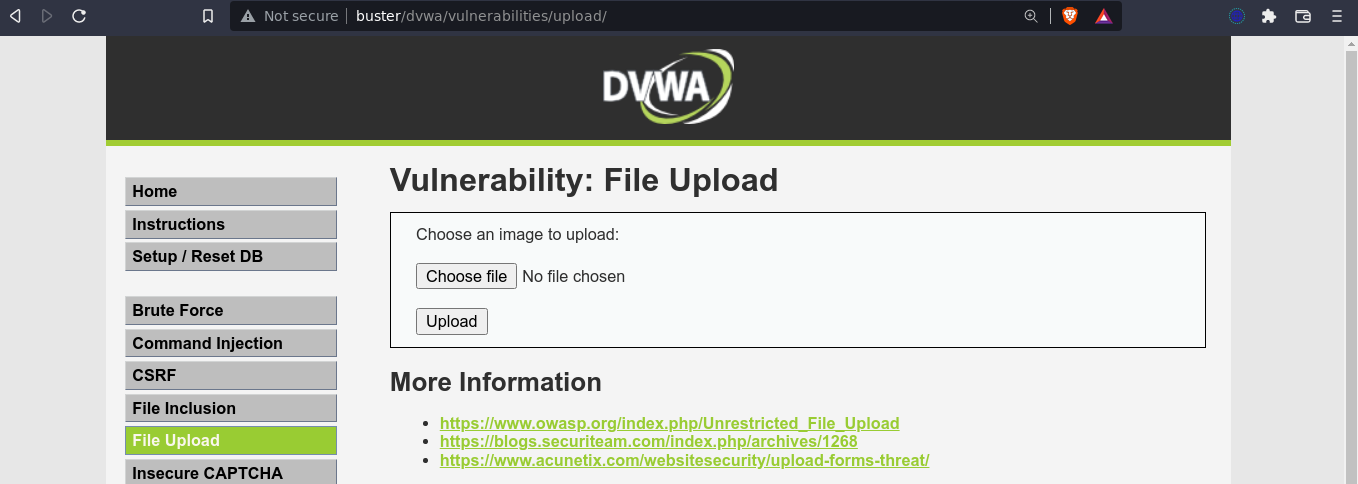 Not secure buster/dvwa/vulnerabilities/upload/
DVWA
Home
Instructions
Setup / Reset DB
Brute Force
Command Injection
CSRF
File Inclusion
File Upload
Insecure CAPTCHA
Vulnerability: File Upload
Choose an image to upload:
Choose file No file chosen
Upload
More Information
https://www.owasp.org/index.php/Unrestricted_File_Upload
https://blogs.securiteam.com/index.php/archives/1268
https://www.acunetix.com/websitesecurity/upload-forms-threat/